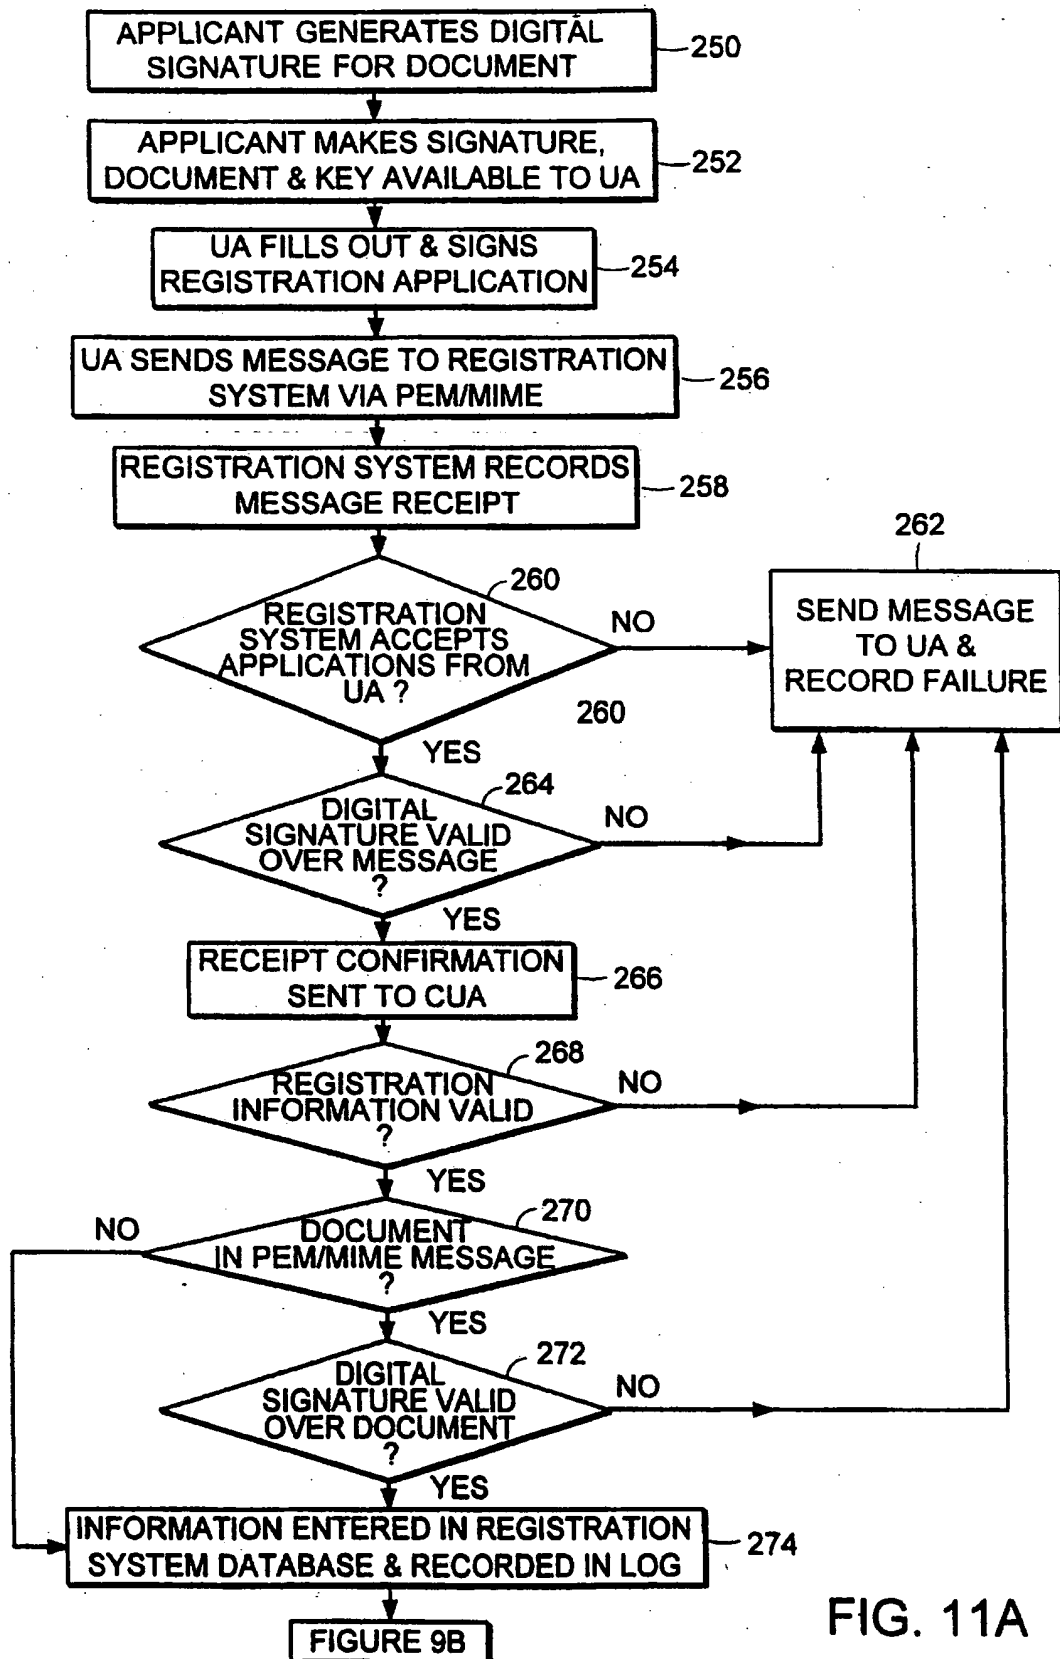 APPLICANT GENERATES DIGITAL
SIGNATURE FOR DOCUMENT
250
APPLICANT MAKES SIGNATURE,
DOCUMENT & KEY AVAILABLE TO UA
252
UA FILLS OUT & SIGNS
REGISTRATION APPLICATION
254
UA SENDS MESSAGE TO REGISTRATION
SYSTEM VIA PEM/MIME
256
REGISTRATION SYSTEM RECORDS
MESSAGE RECEIPT
258
260
REGISTRATION
SYSTEM ACCEPTS
APPLICATIONS FROM
UA ?
NO
262
SEND MESSAGE
TO UA &
RECORD FAILURE
260
YES
264
DIGITAL
SIGNATURE VALID
OVER MESSAGE
?
NO
YES
RECEIPT CONFIRMATION
SENT TO CUA
266
268
REGISTRATION
INFORMATION VALID
?
NO
YES
270
NO
DOCUMENT
IN PEM/MIME MESSAGE
?
YES
272
DIGITAL
SIGNATURE VALID
OVER DOCUMENT
?
NO
YES
INFORMATION ENTERED IN REGISTRATION
SYSTEM DATABASE & RECORDED IN LOG
274
FIGURE 9B
FIG. 11A